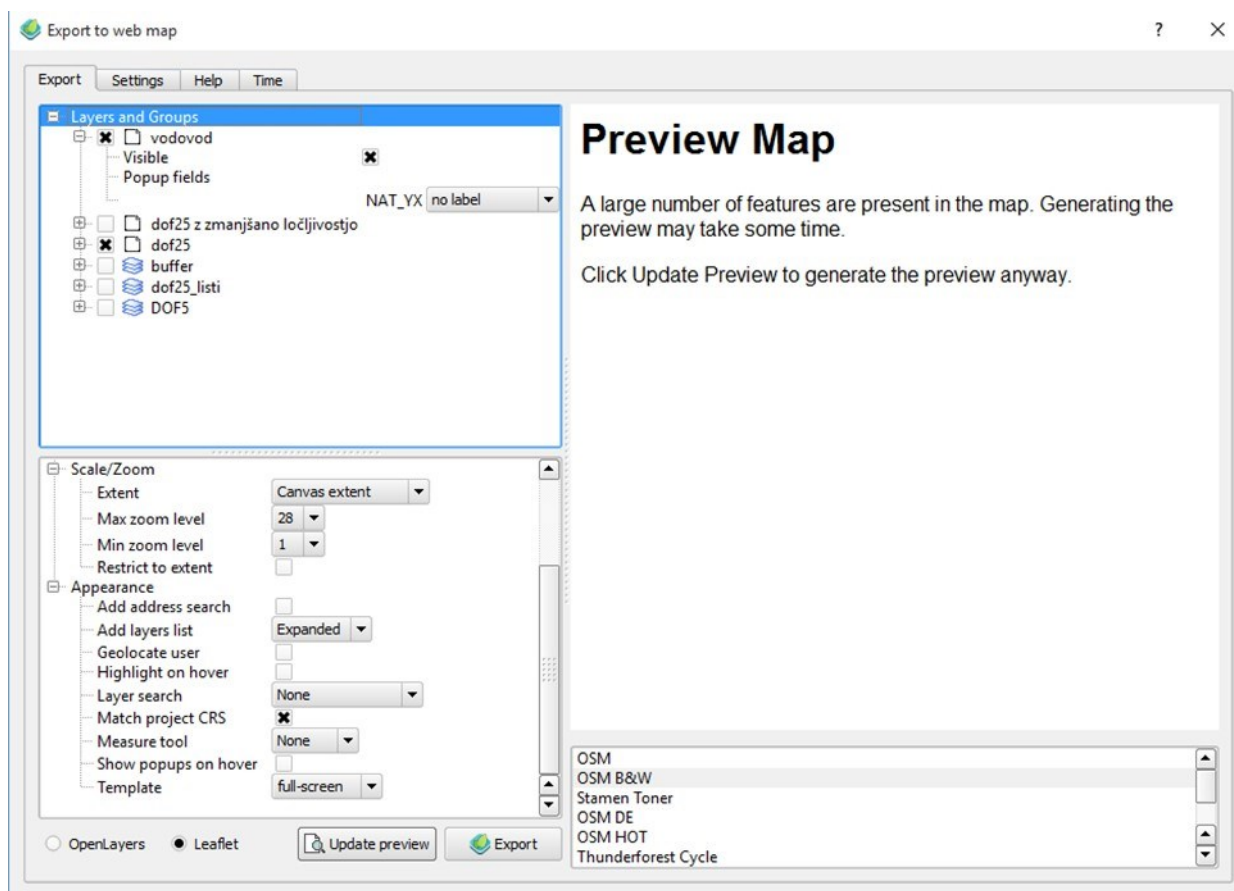 Export to web map
?
Export Settings Help Time
Layers and Groups
vodovod
Visible
Popup fields
NAT_YX no label
dof25 z zmanjšano ločljivostjo
dof25
buffer
dof25_listi
DOF5
Scale/Zoom
Extent Canvas extent
Max zoom level 28
Min zoom level 1
Restrict to extent
Appearance
Add address search
Add layers list Expanded
Geolocate user
Highlight on hover
Layer search None
Match project CRS
Measure tool None
Show popups on hover
Template full-screen
OpenLayers Leaflet Update preview Export
Preview Map
A large number of features are present in the map. Generating the
preview may take some time.
Click Update Preview to generate the preview anyway.
OSM
OSM B&W
Stamen Toner
OSM DE
OSM HOT
Thunderforest Cycle